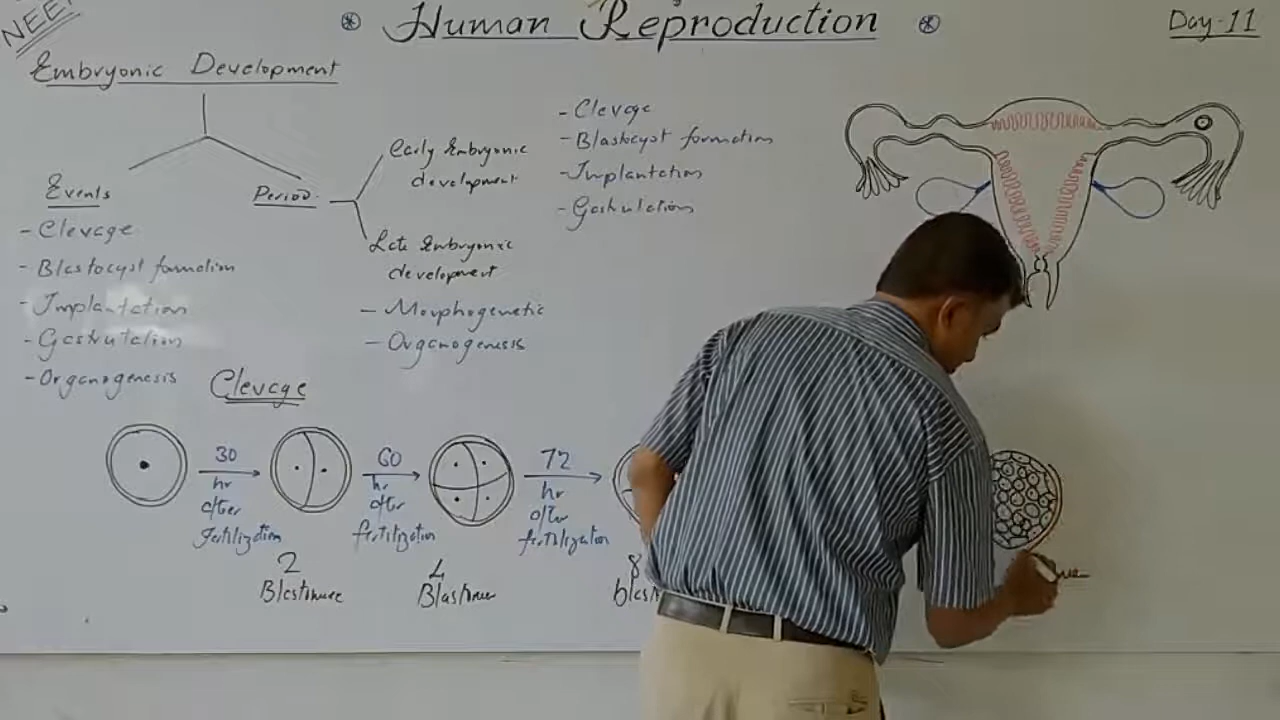 NEET
Human Reproduction
Day-11
Embryonic Development
Events
- Clevage
- Blastocyst formation
- Implantation
- Gastrulation
- Organogenesis
Period
Early Embryonic
development
Late Embryonic
development
- Morphogenetic
- Organogenesis
- Clevage
- Blastocyst formation
- Implantation
- Gastrulation
Clevage
30
hr
after
fertilization
60
hr
after
fertilization
72
hr
after
fertilization
2
4
8